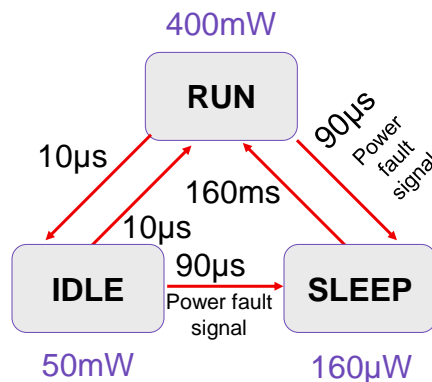 400mW
RUN
10µs
10µs
160ms
90µs
Power
fault
signal
IDLE
90µs
Power fault
signal
SLEEP
50mW
160µW